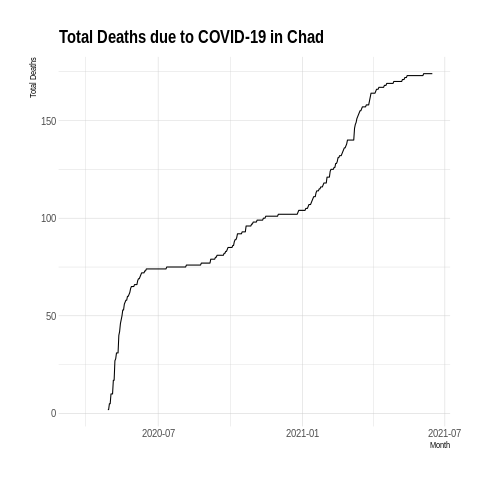 Total Deaths due to COVID-19 in Chad
Total Deaths
150
100
50
0
2020-07
2021-01
2021-07
Month